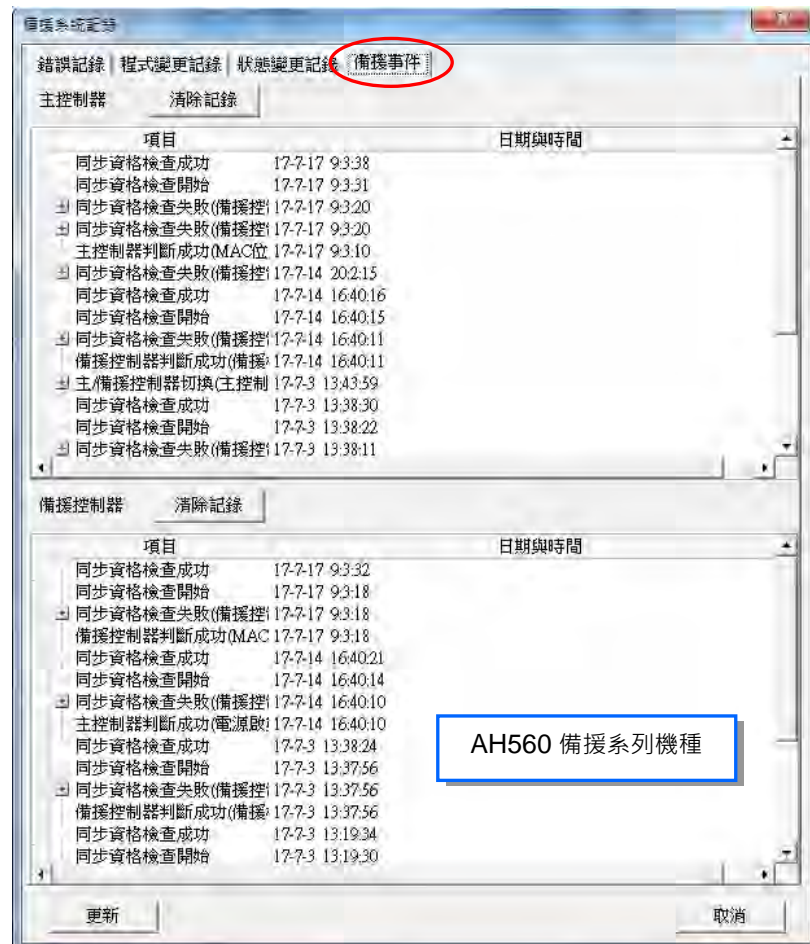 備援系統記錄
錯誤記錄 程式變更記錄 狀態變更記錄 備援事件
主控制器 清除記錄
項目 日期與時間
同步資格檢查成功 17-7-17 9:3:38
同步資格檢查開始 17-7-17 9:3:31
同步資格檢查失敗(備援控 17-7-17 9:3:20
同步資格檢查失敗(備援控 17-7-17 9:3:20
主控制器判斷成功(MAC位 17-7-17 9:3:10
同步資格檢查失敗(備援控 17-7-14 20:2:15
同步資格檢查成功 17-7-14 16:40:16
同步資格檢查開始 17-7-14 16:40:15
同步資格檢查失敗(備援控 17-7-14 16:40:11
備援控制器判斷成功(備援 17-7-14 16:40:11
主/備援控制器切換(主控制 17-7-3 13:43:59
同步資格檢查成功 17-7-3 13:38:30
同步資格檢查開始 17-7-3 13:38:22
同步資格檢查失敗(備援控 17-7-3 13:38:11
備援控制器 清除記錄
項目 日期與時間
同步資格檢查成功 17-7-17 9:3:32
同步資格檢查開始 17-7-17 9:3:18
同步資格檢查失敗(備援控 17-7-17 9:3:18
備援控制器判斷成功(MAC 17-7-17 9:3:18
同步資格檢查成功 17-7-14 16:40:21
同步資格檢查開始 17-7-14 16:40:14
同步資格檢查失敗(備援控 17-7-14 16:40:10
主控制器判斷成功(電源啟 17-7-14 16:40:10
同步資格檢查成功 17-7-3 13:38:24
同步資格檢查開始 17-7-3 13:37:56
同步資格檢查失敗(備援控 17-7-3 13:37:56
備援控制器判斷成功(備援 17-7-3 13:37:56
同步資格檢查成功 17-7-3 13:19:34
同步資格檢查開始 17-7-3 13:19:30
AH560 備援系列機種
更新 取消